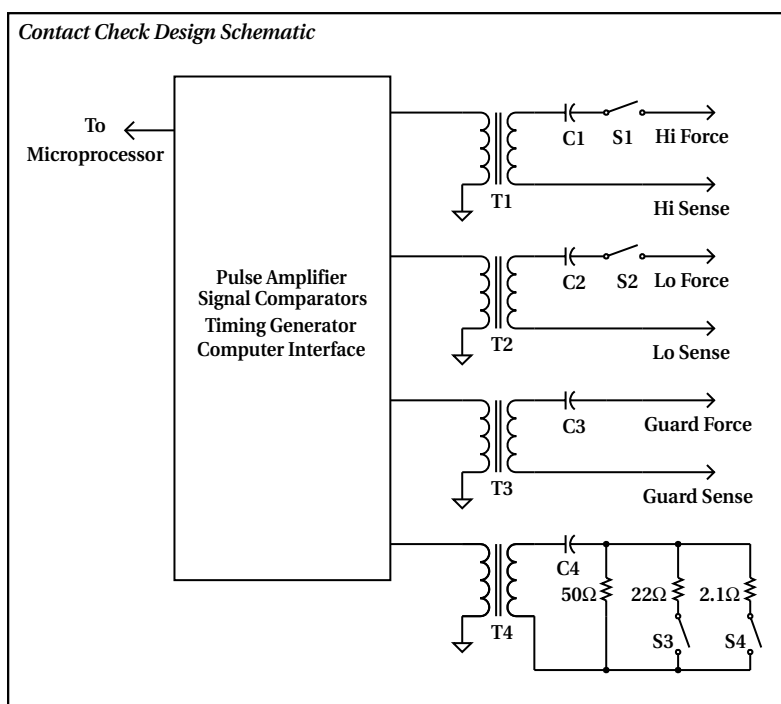 Contact Check Design Schematic
To
Microprocessor
Pulse Amplifier
Signal Comparators
Timing Generator
Computer Interface
C1
S1
Hi Force
T1
Hi Sense
C2
S2
Lo Force
T2
Lo Sense
C3
Guard Force
T3
Guard Sense
C4
50Ω
22Ω
2.1Ω
T4
S3
S4